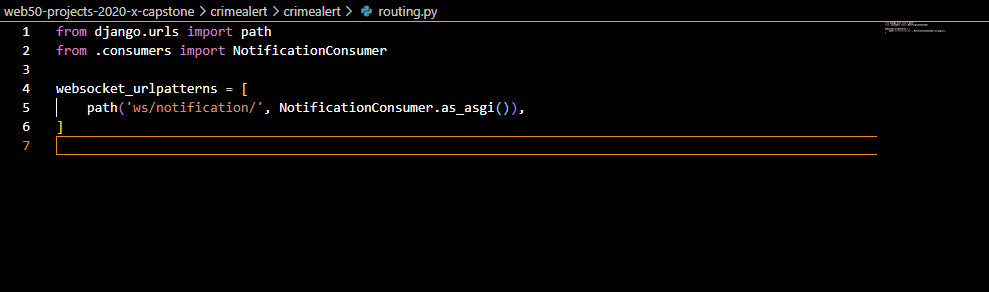 web50-projects-2020-x-capstone > crimealert > crimealert > routing.py
1 from django.urls import path
2 from .consumers import NotificationConsumer
3
4 websocket_urlpatterns = [
5     path('ws/notification/', NotificationConsumer.as_asgi()),
6 ]
7